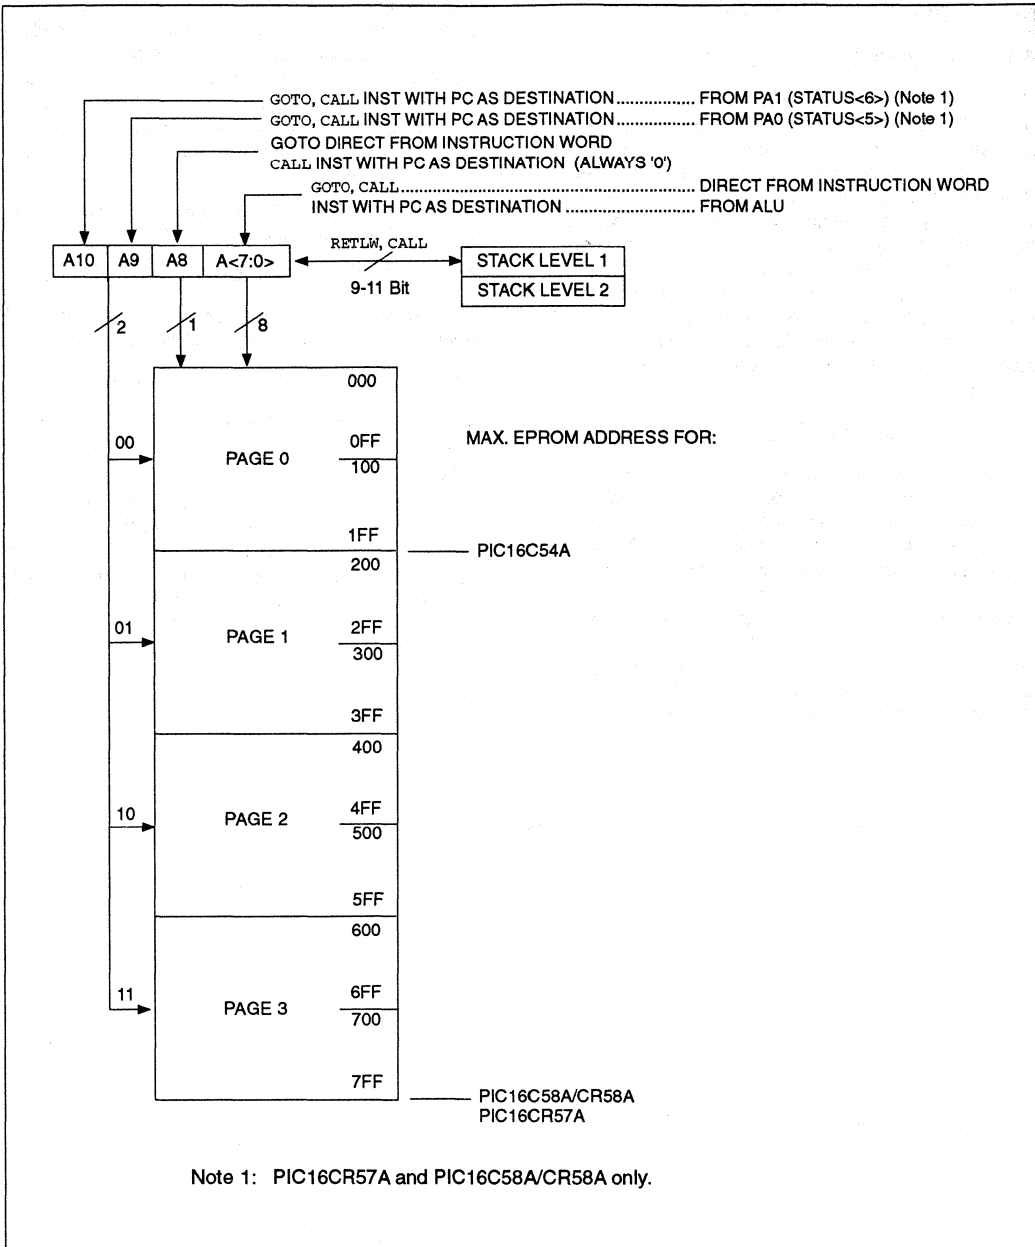 GOTO, CALL INST WITH PC AS DESTINATION................. FROM PA1 (STATUS<6>) (Note 1)
GOTO, CALL INST WITH PC AS DESTINATION................. FROM PA0 (STATUS<5>) (Note 1)
GOTO DIRECT FROM INSTRUCTION WORD
CALL INST WITH PC AS DESTINATION (ALWAYS '0')
GOTO, CALL................................................................ DIRECT FROM INSTRUCTION WORD
INST WITH PC AS DESTINATION ............................ FROM ALU
A10 A9 A8 A<7:0>
RETLW, CALL
9-11 Bit
STACK LEVEL 1
STACK LEVEL 2
2 1 8
000
00
PAGE 0
0FF
100
1FF
MAX. EPROM ADDRESS FOR:
PIC16C54A
200
01
PAGE 1
2FF
300
3FF
400
10
PAGE 2
4FF
500
5FF
600
11
PAGE 3
6FF
700
7FF
PIC16C58A/CR58A
PIC16CR57A
Note 1: PIC16CR57A and PIC16C58A/CR58A only.